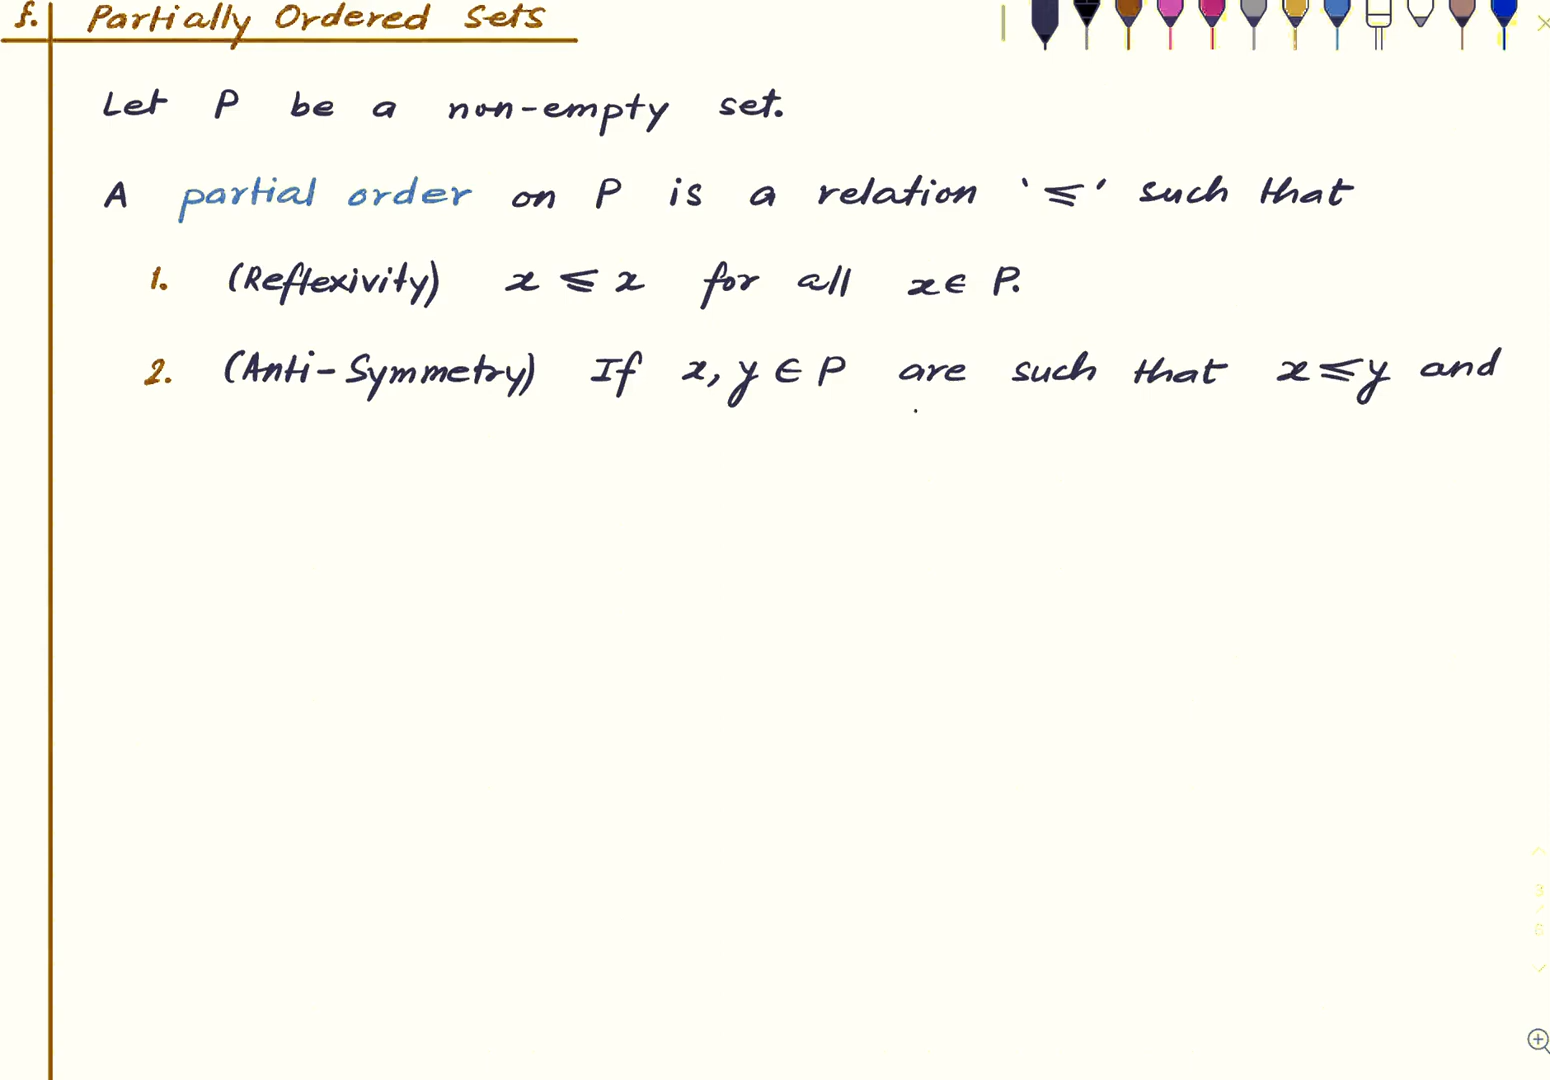 f. Partially Ordered Sets
Let P be a non-empty set.
A partial order on P is a relation '⩽' such that
1. (Reflexivity) x ⩽ x for all x ∈ P.
2. (Anti-Symmetry) If x, y ∈ P are such that x ⩽ y and